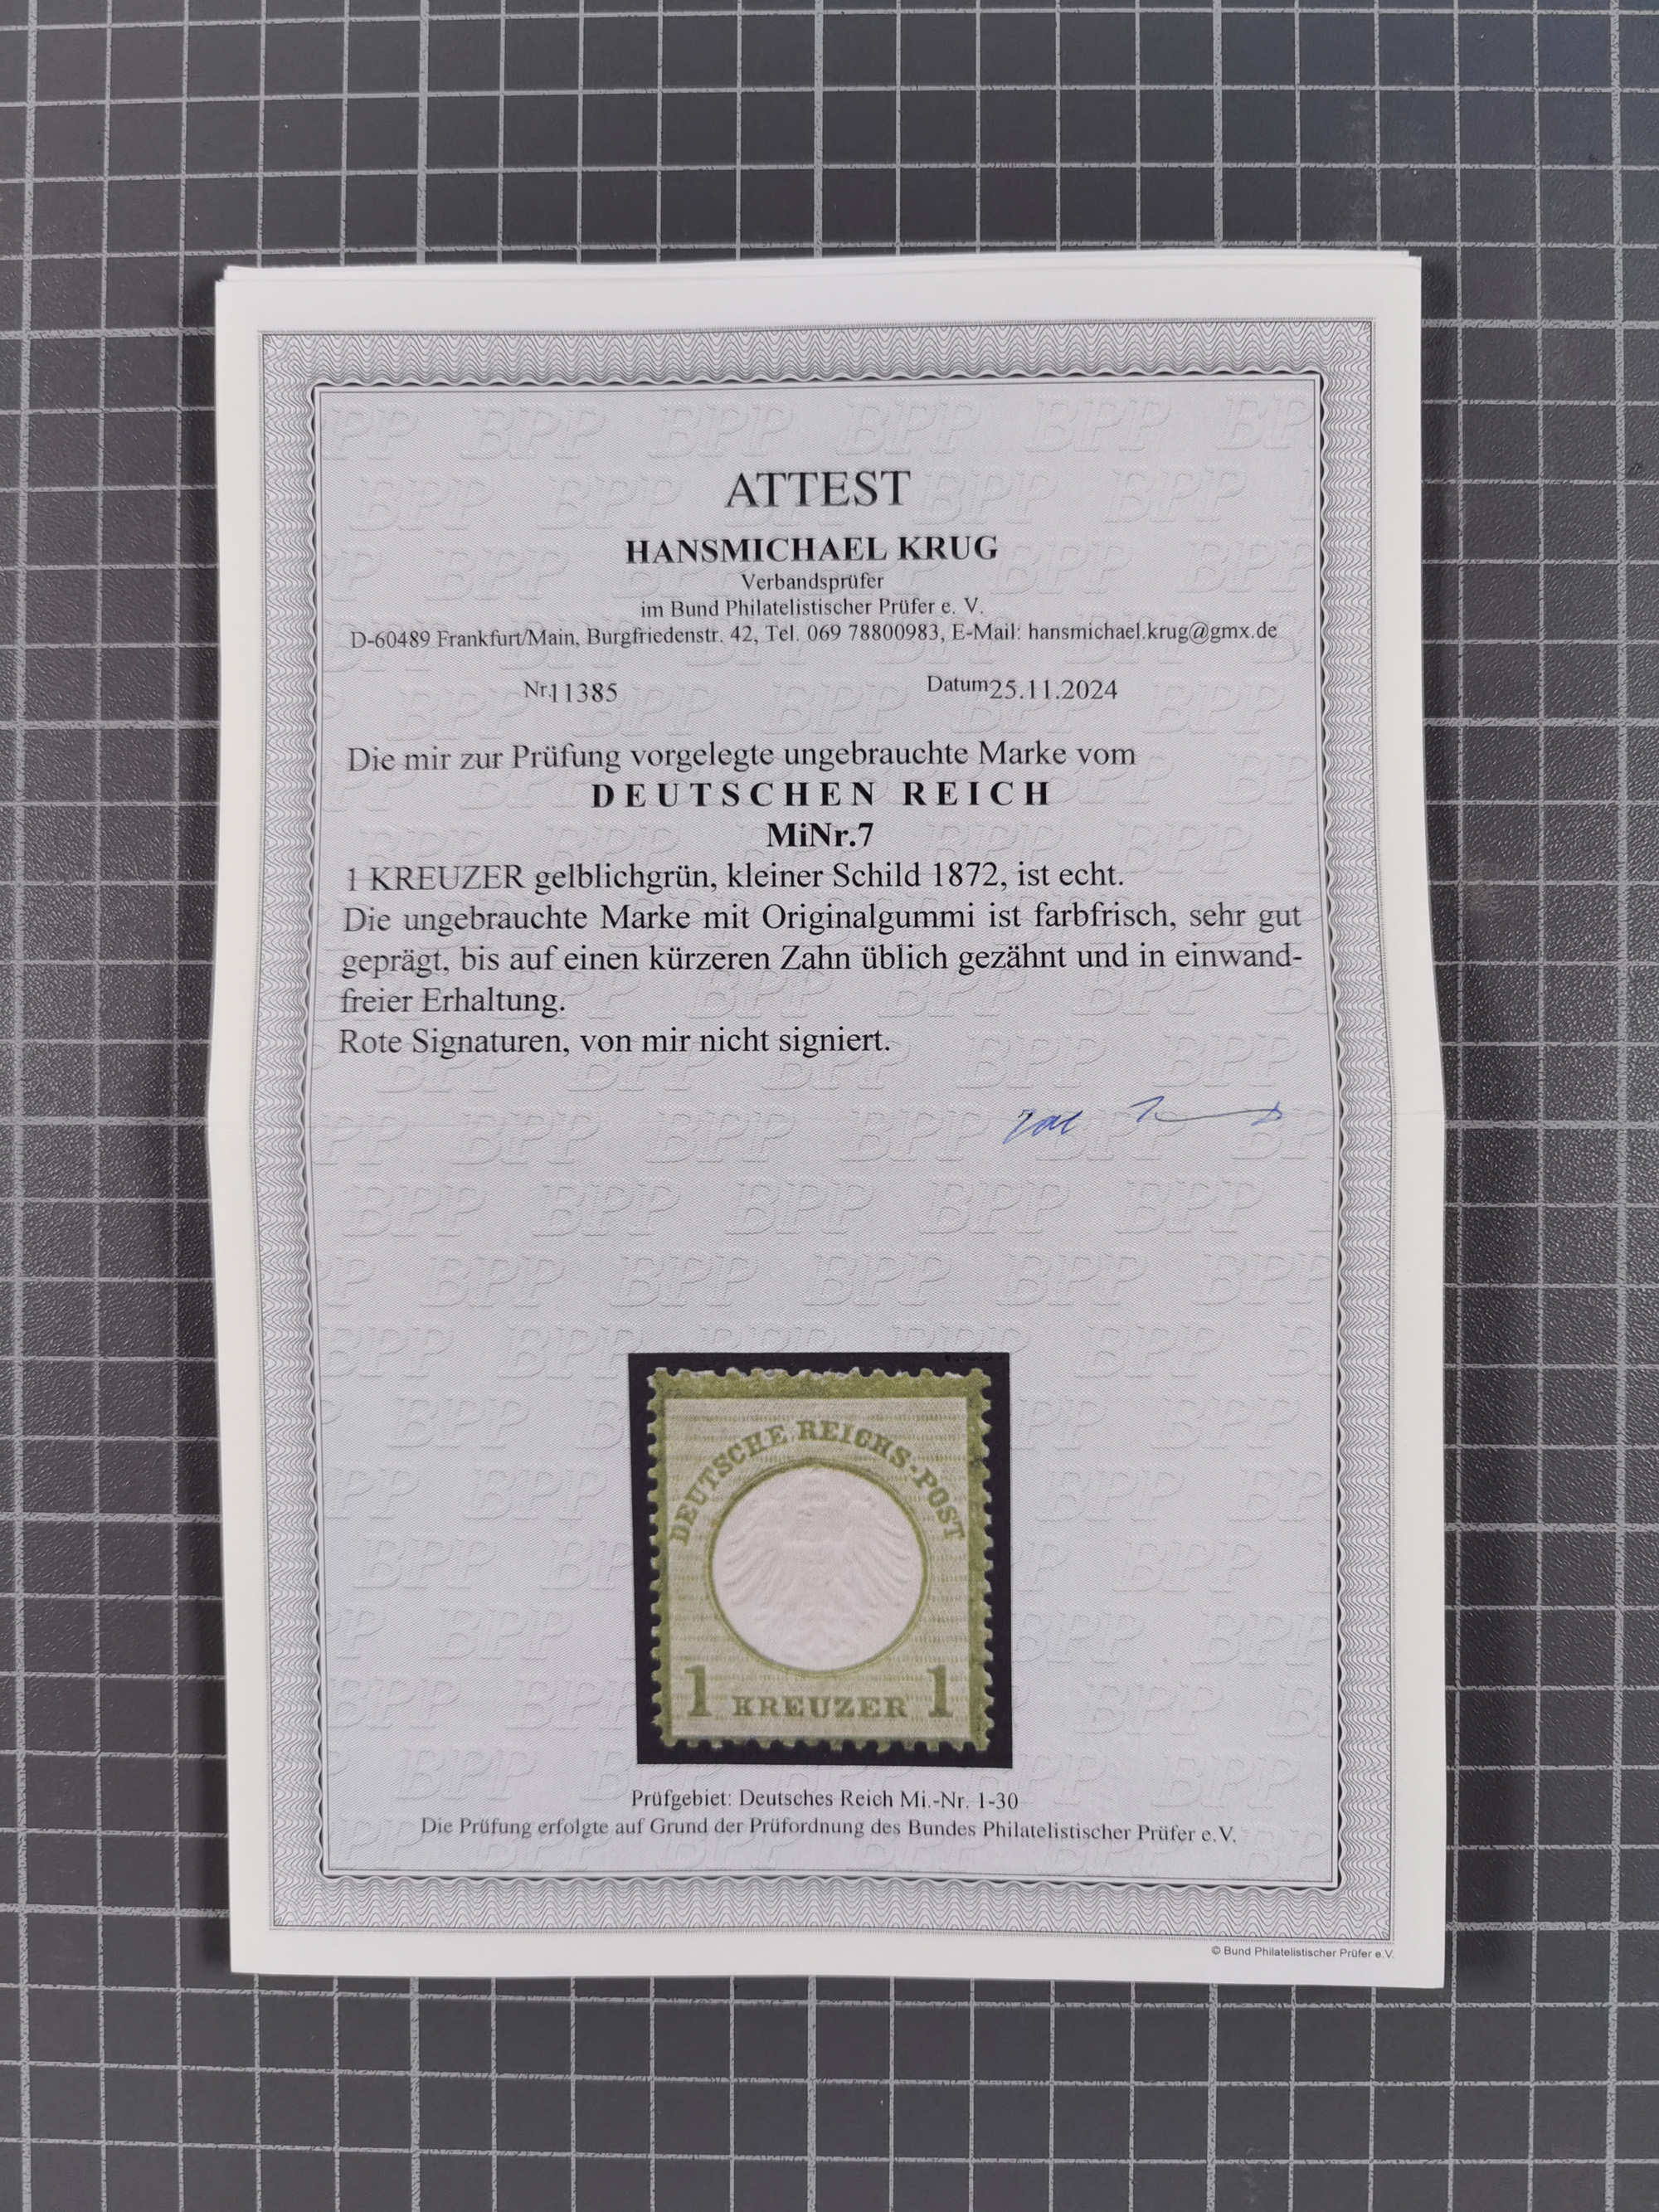 ATTEST
HANSMICHAEL KRUG
Verbandsprüfer
im Bund Philatelistischer Prüfer e. V.
D-60489 Frankfurt/Main, Burgfriedenstr. 42, Tel. 069 78800983, E-Mail: hansmichael.krug@gmx.de
Nr.11385 Datum25.11.2024
Die mir zur Prüfung vorgelegte ungebrauchte Marke vom
DEUTSCHEN REICH
MiNr.7
1 KREUZER gelblichgrün, kleiner Schild 1872, ist echt.
Die ungebrauchte Marke mit Originalgummi ist farbfrisch, sehr gut
geprägt, bis auf einen kürzeren Zahn üblich gezähnt und in einwand-
freier Erhaltung.
Rote Signaturen, von mir nicht signiert.
DEUTSCHE REICHS-POST
1 KREUZER 1
Prüfgebiet: Deutsches Reich Mi.-Nr. 1-30
Die Prüfung erfolgte auf Grund der Prüfordnung des Bundes Philatelistischer Prüfer e.V.
© Bund Philatelistischer Prüfer e.V.